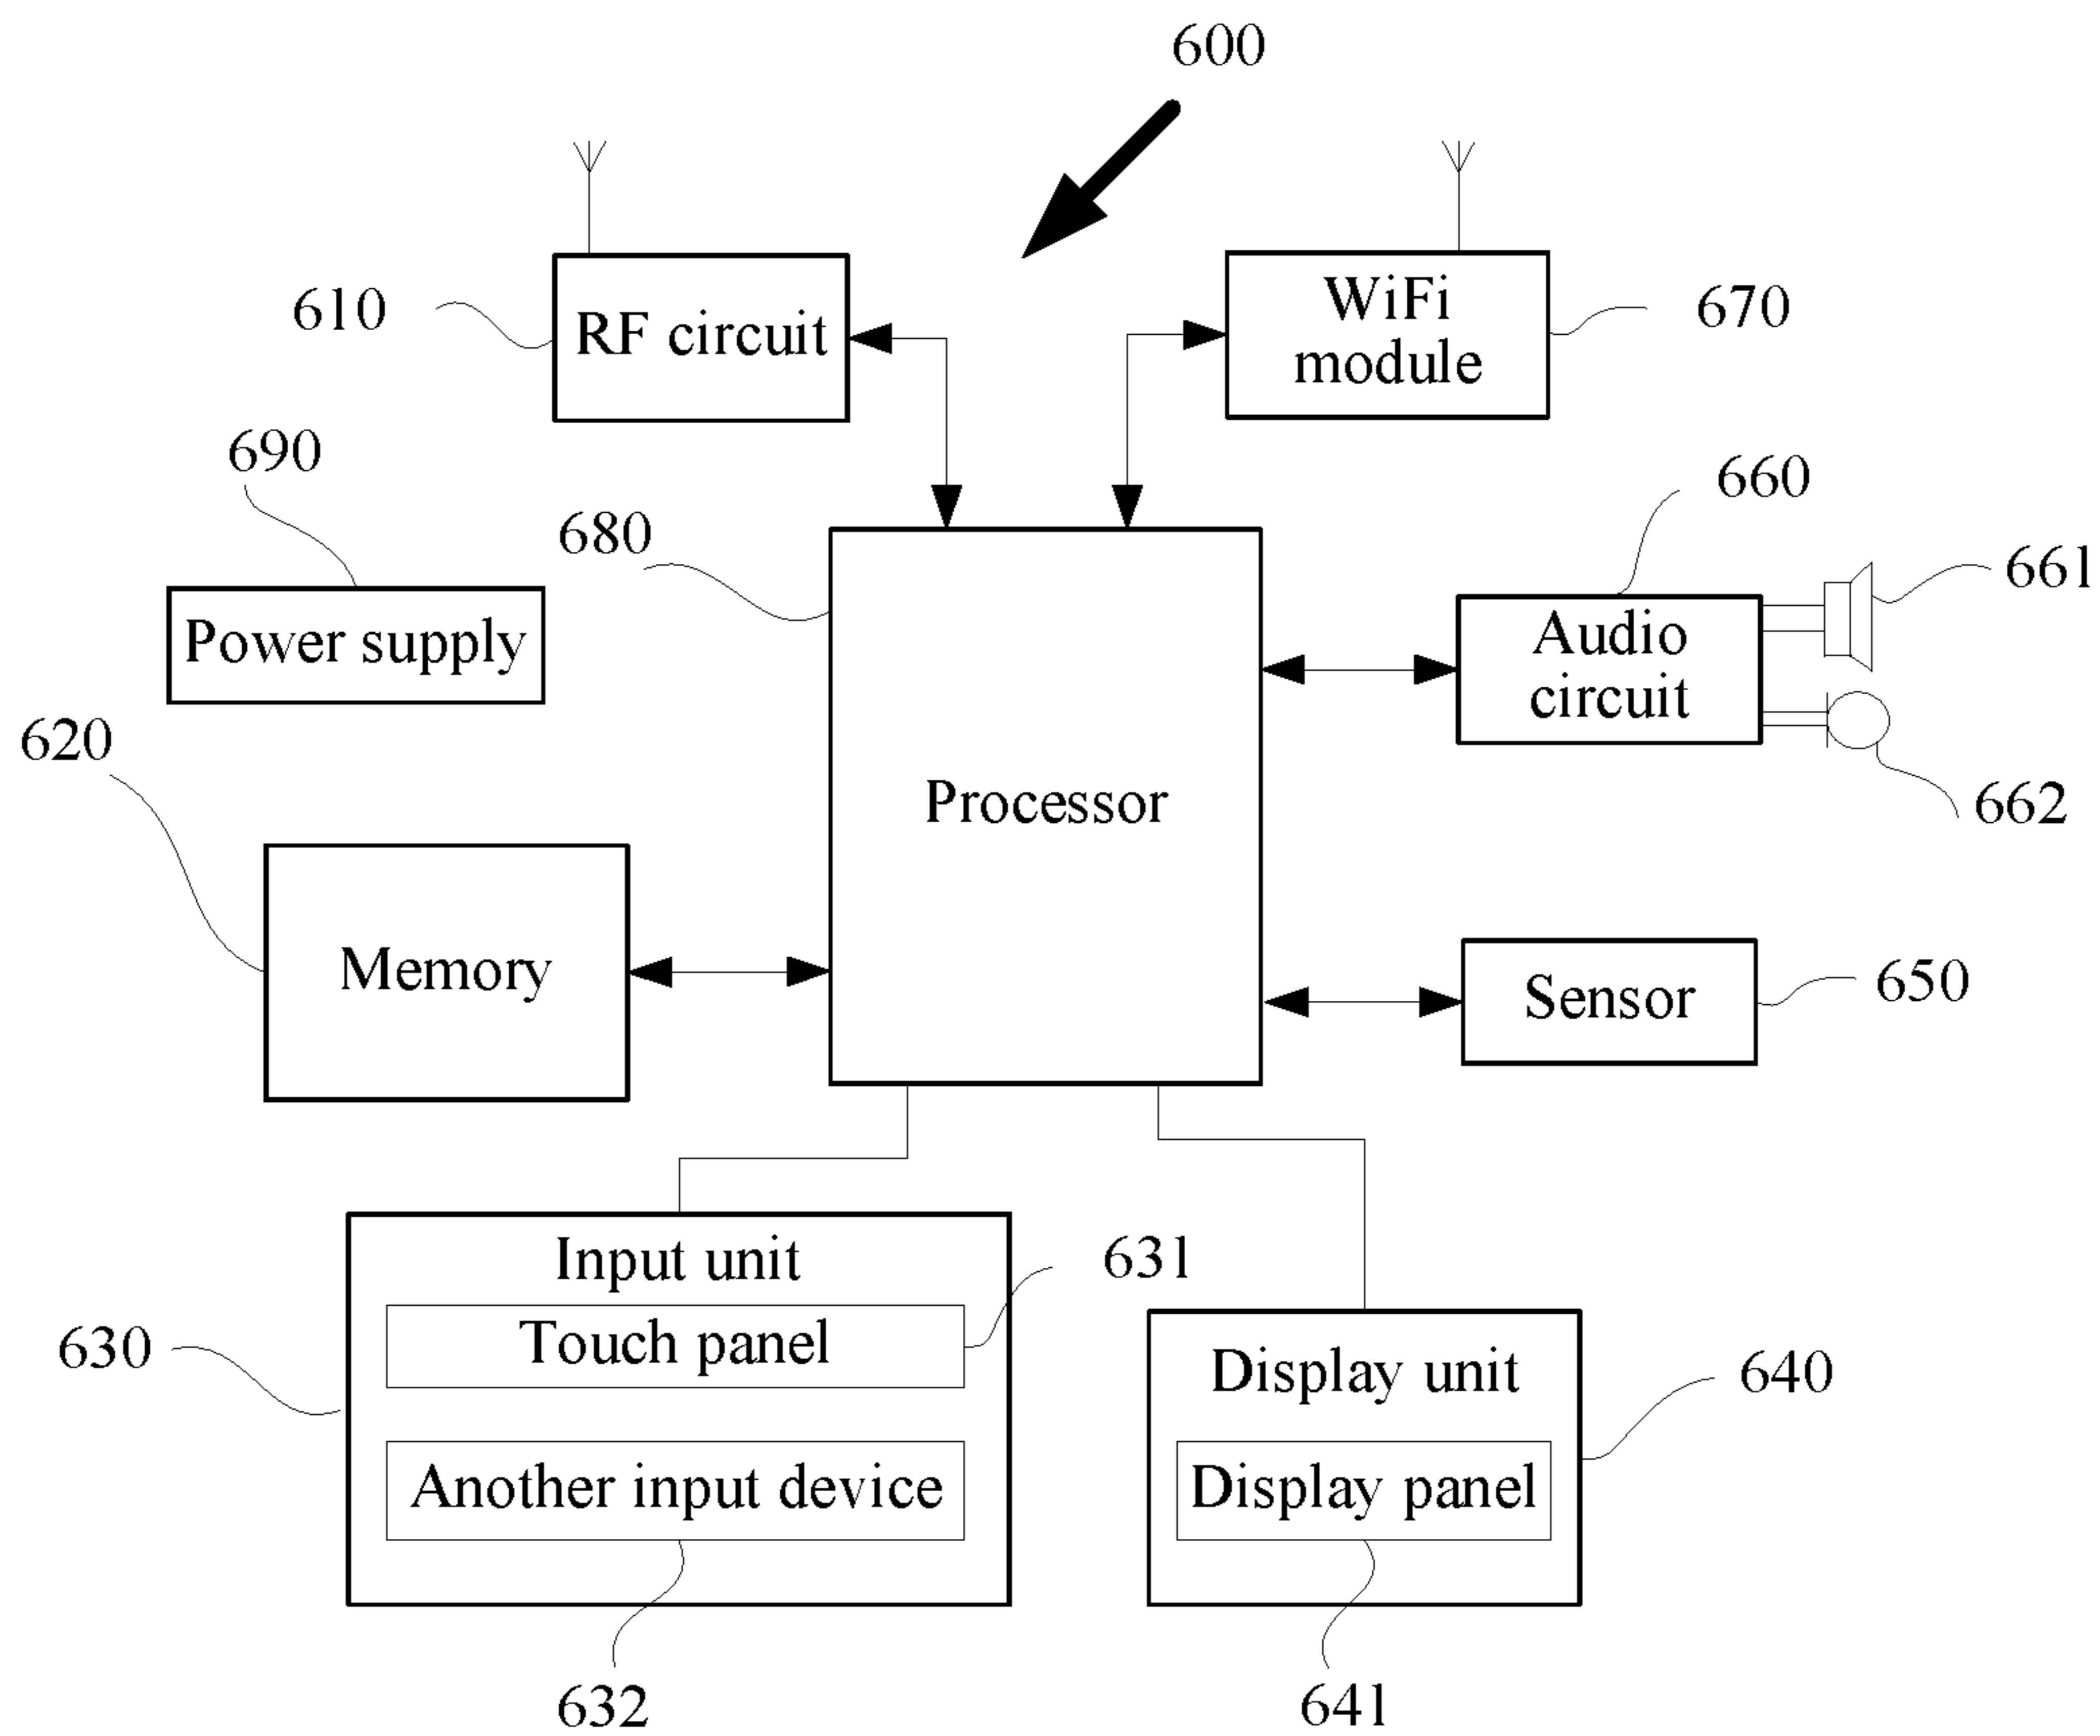 600
610
RF circuit
WiFi
module
670
690
680
660
661
Power supply
Audio
circuit
620
662
Processor
Memory
Sensor
650
Input unit
631
630
Touch panel
Display unit
640
Another input device
Display panel
632
641